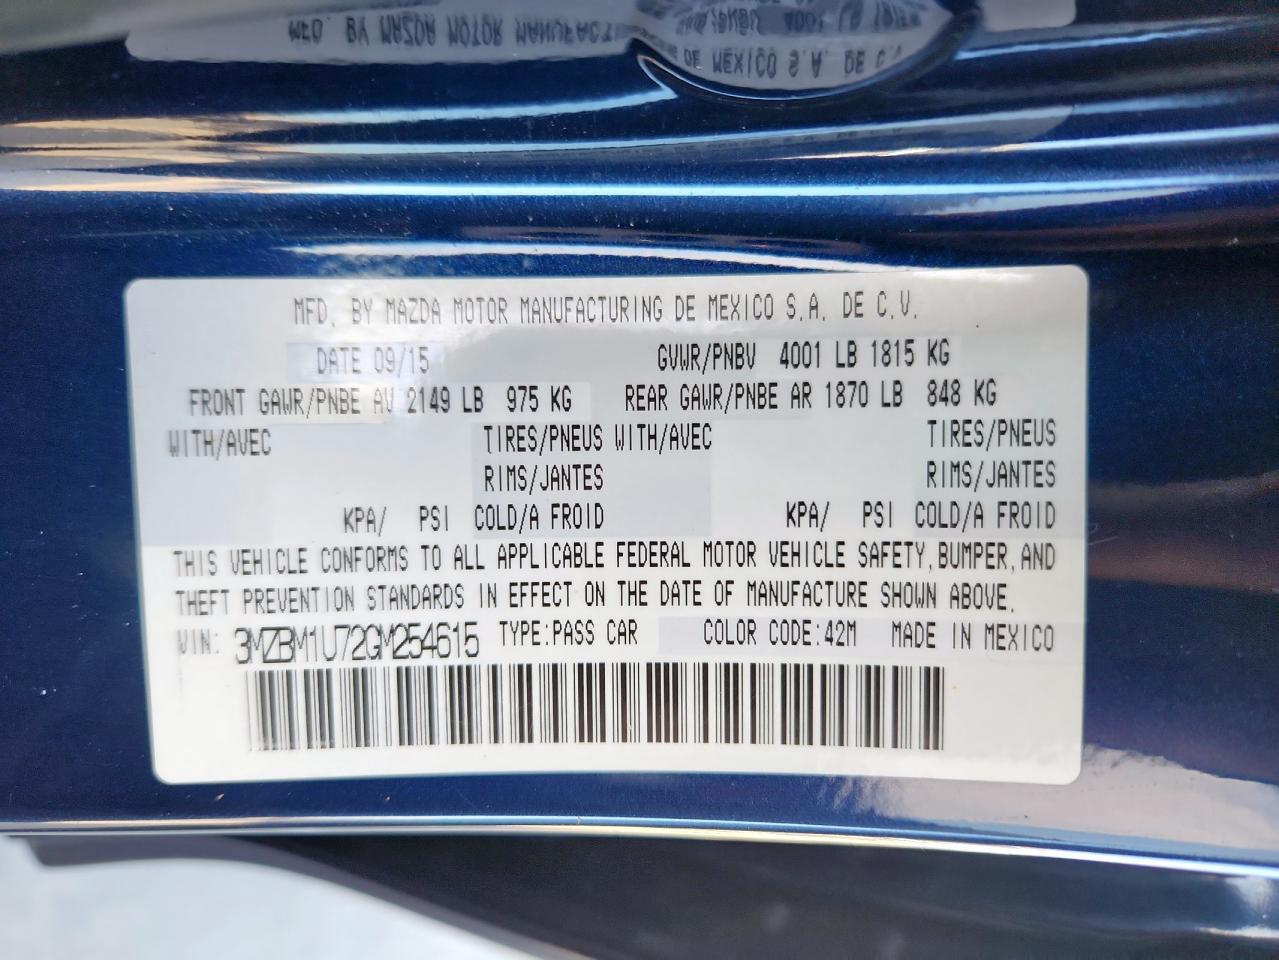 MFD. BY MAZDA MOTOR MANUFACTURING DE MEXICO S.A. DE C.V.
DATE 09/15 GVWR/PNBV 4001 LB 1815 KG
FRONT GAWR/PNBE AV 2149 LB 975 KG REAR GAWR/PNBE AR 1870 LB 848 KG
WITH/AVEC TIRES/PNEUS WITH/AVEC TIRES/PNEUS
RIMS/JANTES RIMS/JANTES
KPA/ PSI COLD/A FROID KPA/ PSI COLD/A FROID
THIS VEHICLE CONFORMS TO ALL APPLICABLE FEDERAL MOTOR VEHICLE SAFETY, BUMPER, AND
THEFT PREVENTION STANDARDS IN EFFECT ON THE DATE OF MANUFACTURE SHOWN ABOVE.
VIN: 3MZBM1U72GM254615 TYPE:PASS CAR COLOR CODE:42M MADE IN MEXICO